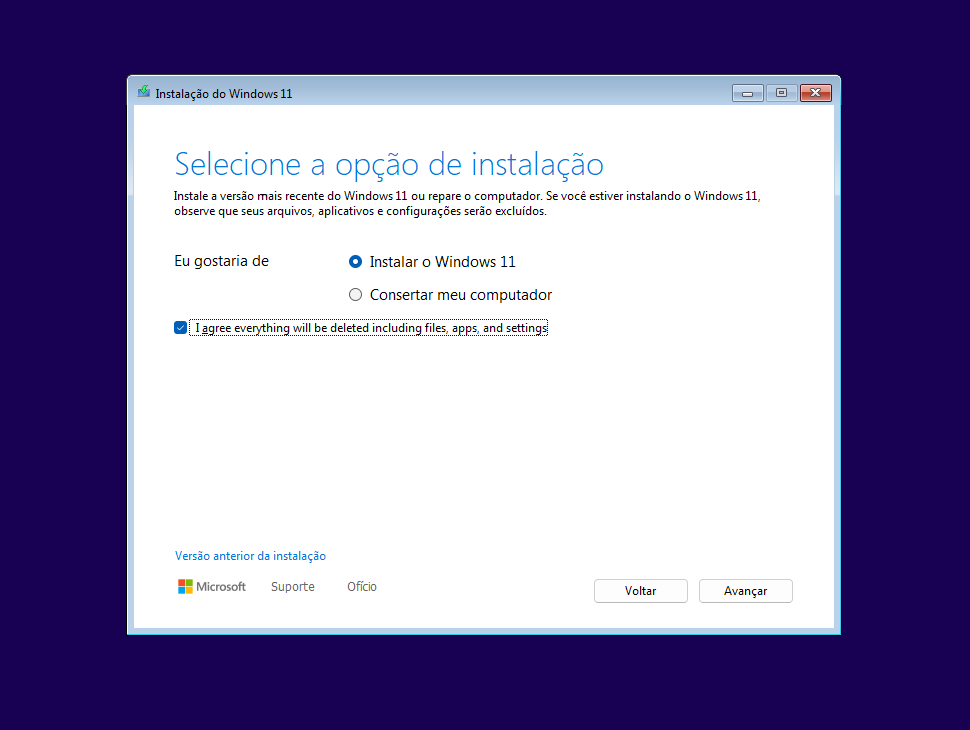 Instalação do Windows 11
Selecione a opção de instalação
Instale a versão mais recente do Windows 11 ou repare o computador. Se você estiver instalando o Windows 11,
observe que seus arquivos, aplicativos e configurações serão excluídos.
Eu gostaria de
Instalar o Windows 11
Consertar meu computador
I agree everything will be deleted including files, apps, and settings
Versão anterior da instalação
Microsoft
Suporte
Ofício
Voltar
Avançar